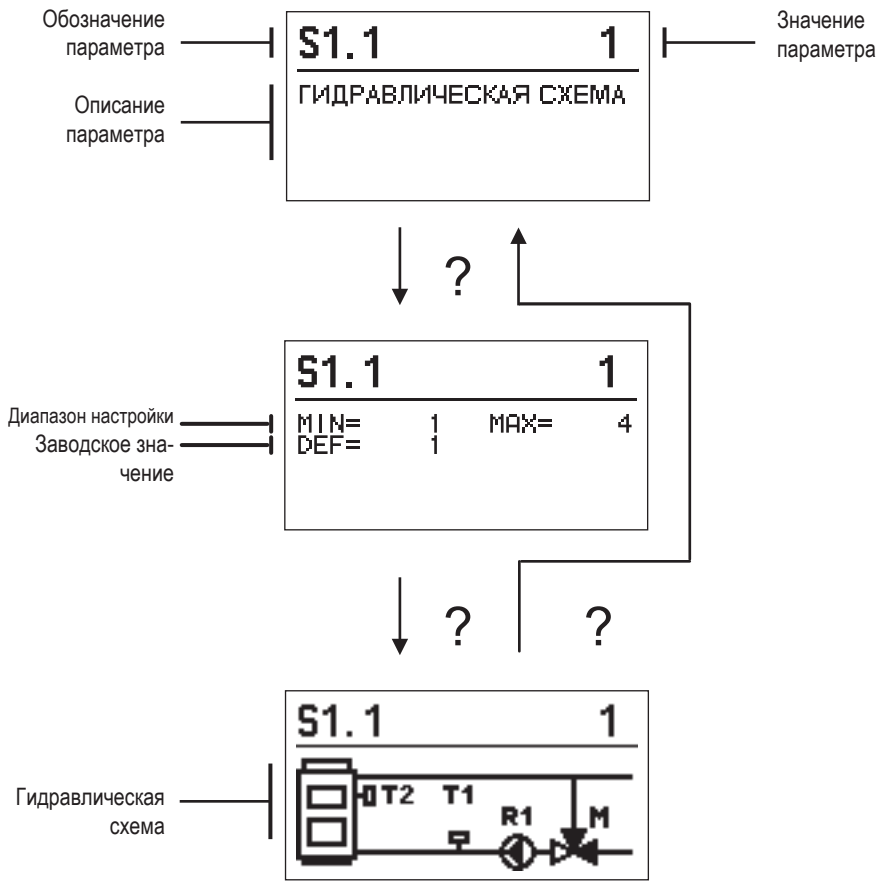 Обозначение
параметра
S1.1 1
Значение
параметра
Описание
параметра
ГИДРАВЛИЧЕСКАЯ СХЕМА
?
S1.1 1
Диапазон настройки
MIN= 1 MAX= 4
Заводское зна-
чение
DEF= 1
? ?
S1.1 1
Гидравлическая
схема
T2 T1
R1 M